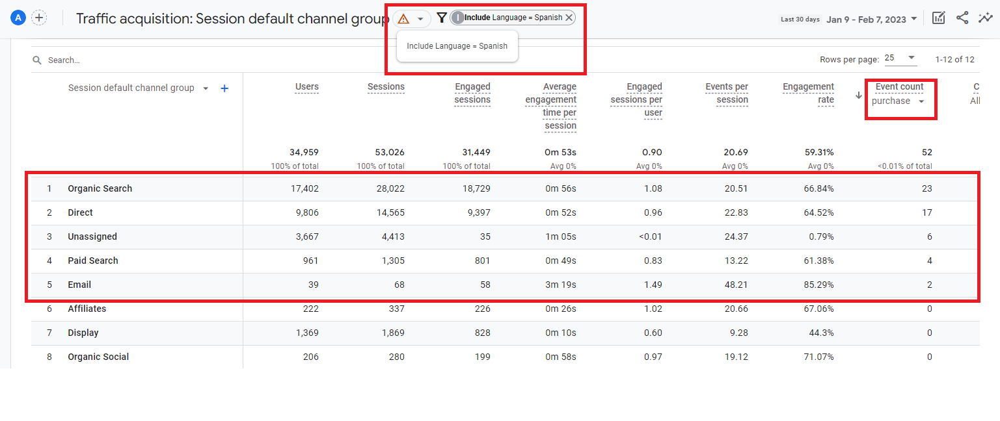 A
Traffic acquisition: Session default channel group
Include Language = Spanish
Last 30 days Jan 9 - Feb 7, 2023
Include Language = Spanish
Search...
Rows per page: 25 1-12 of 12
Session default channel group
Users
Sessions
Engaged
sessions
Average
engagement
time per
session
Engaged
sessions per
user
Events per
session
Engagement
rate
Event count
purchase
C
All
34,959 53,026 31,449 0m 53s 0.90 20.69 59.31% 52
100% of total 100% of total 100% of total Avg 0% Avg 0% Avg 0% Avg 0% <0.01% of total
1 Organic Search 17,402 28,022 18,729 0m 56s 1.08 20.51 66.84% 23
2 Direct 9,806 14,565 9,397 0m 52s 0.96 22.83 64.52% 17
3 Unassigned 3,667 4,413 35 1m 05s <0.01 24.37 0.79% 6
4 Paid Search 961 1,305 801 0m 49s 0.83 13.22 61.38% 4
5 Email 39 68 58 3m 19s 1.49 48.21 85.29% 2
6 Affiliates 222 337 226 0m 26s 1.02 20.66 67.06% 0
7 Display 1,369 1,869 828 0m 10s 0.60 9.28 44.3% 0
8 Organic Social 206 280 199 0m 58s 0.97 19.12 71.07% 0